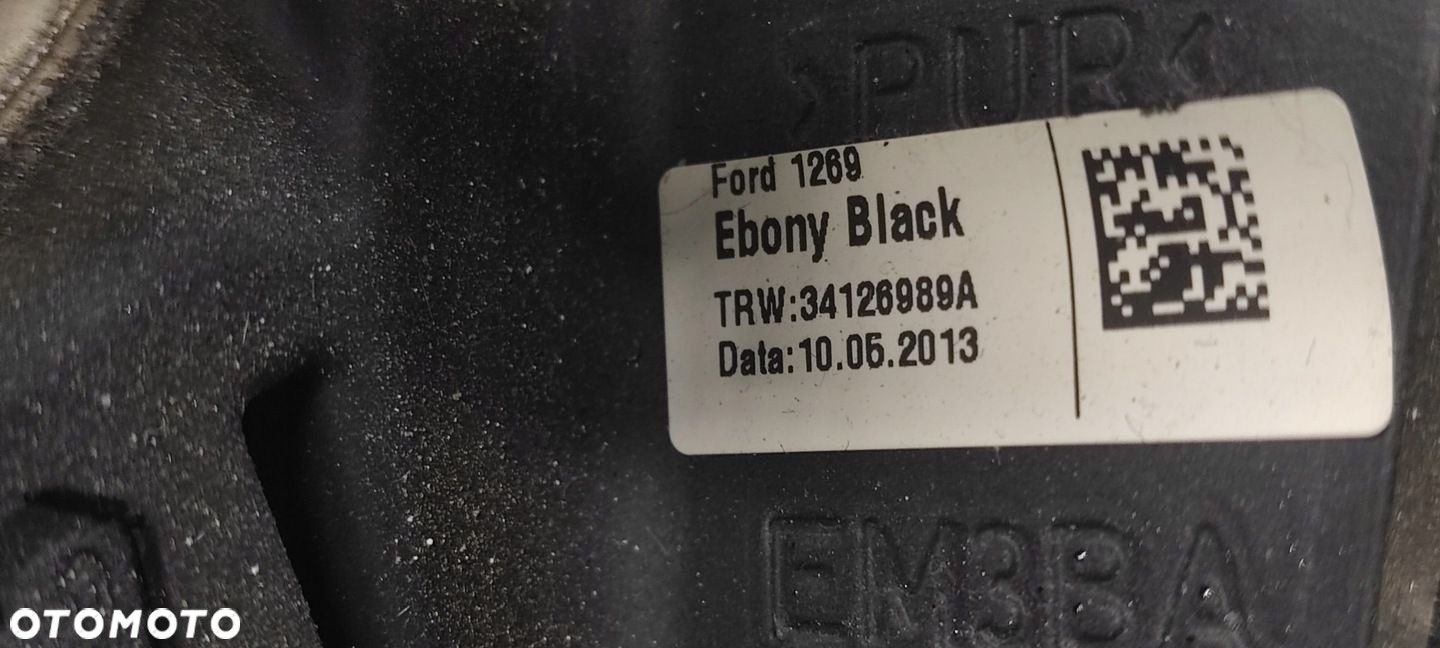 >PUR<
Ford 1269
Ebony Black
TRW:34126989A
Data:10.05.2013
EM3BA
OTOMOTO